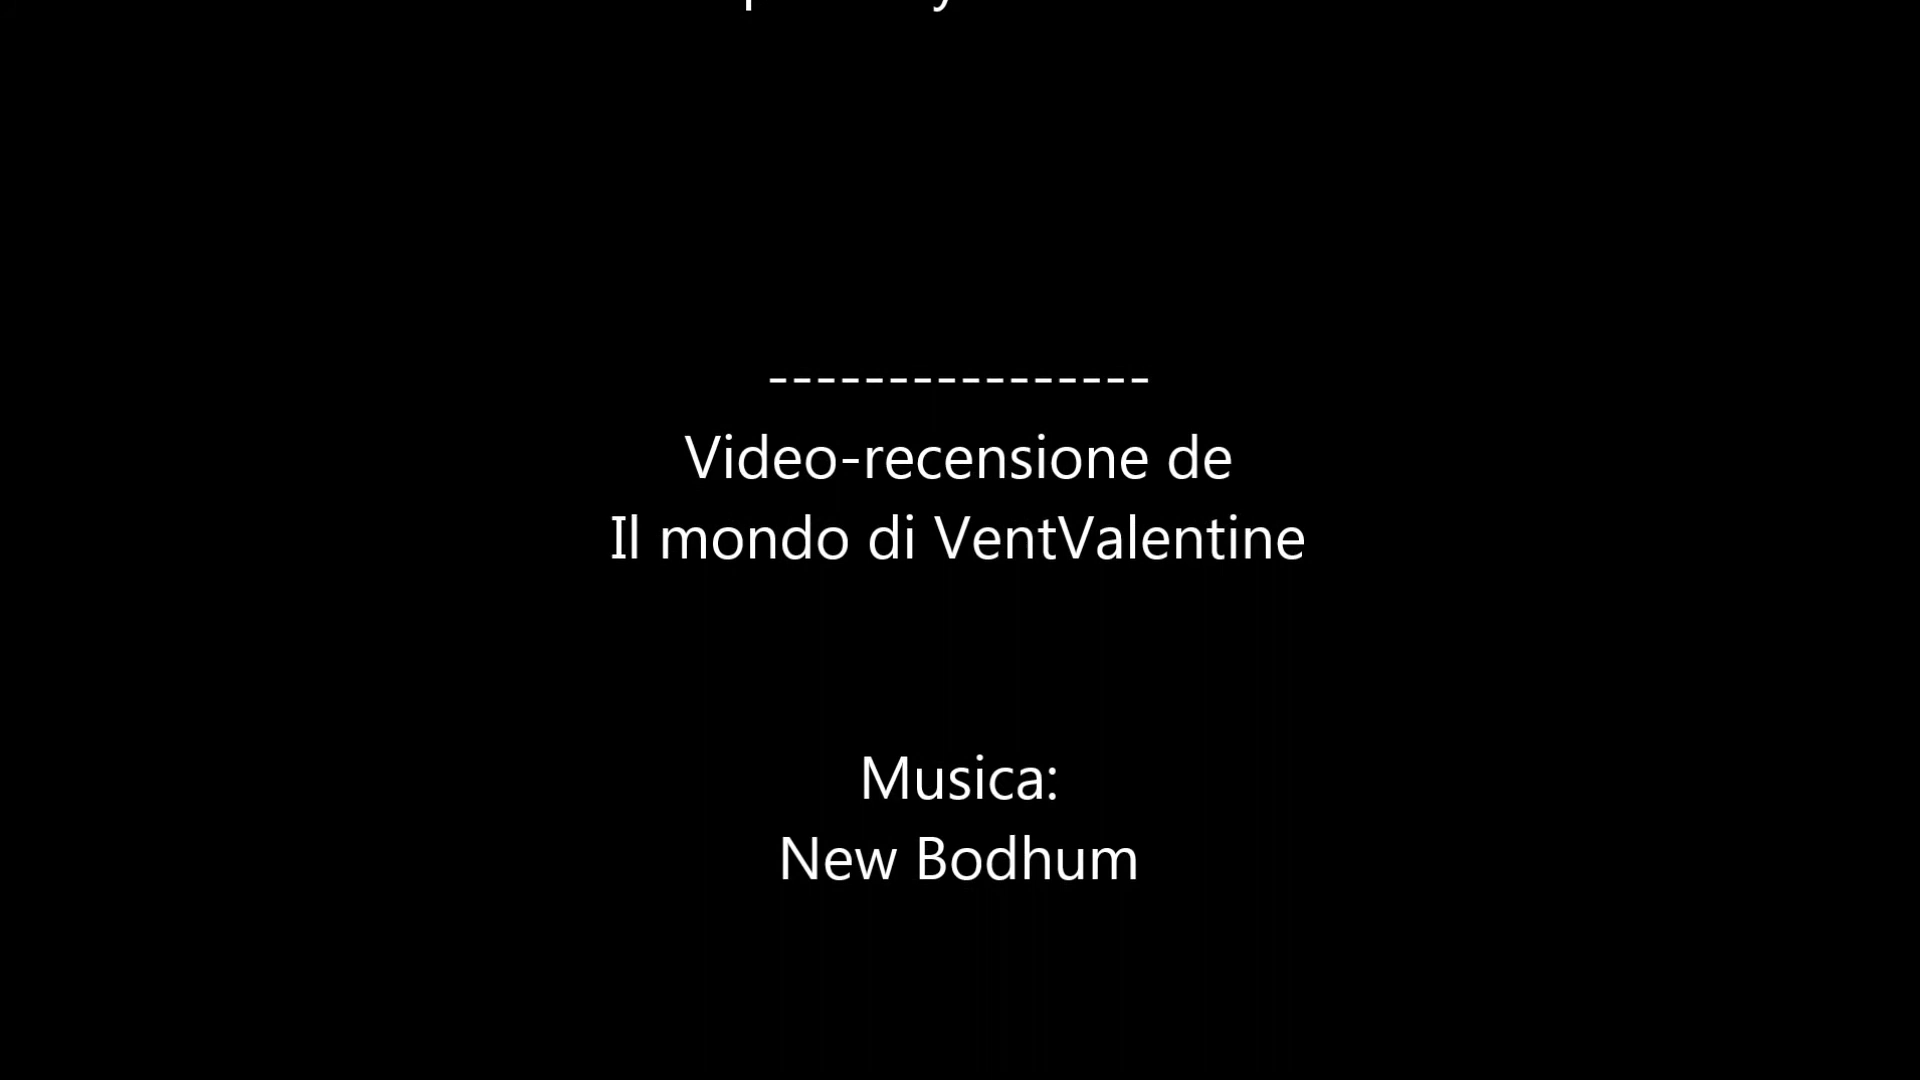 ----------------
Video-recensione de
Il mondo di VentValentine
Musica:
New Bodhum